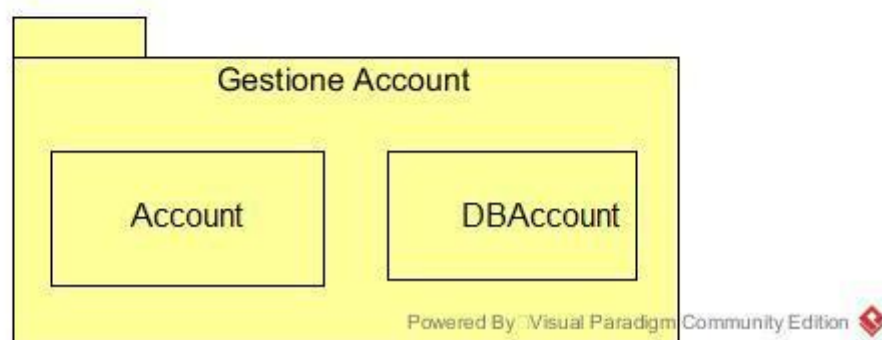 Gestione Account
Account
DBAccount
Powered By Visual Paradigm Community Edition